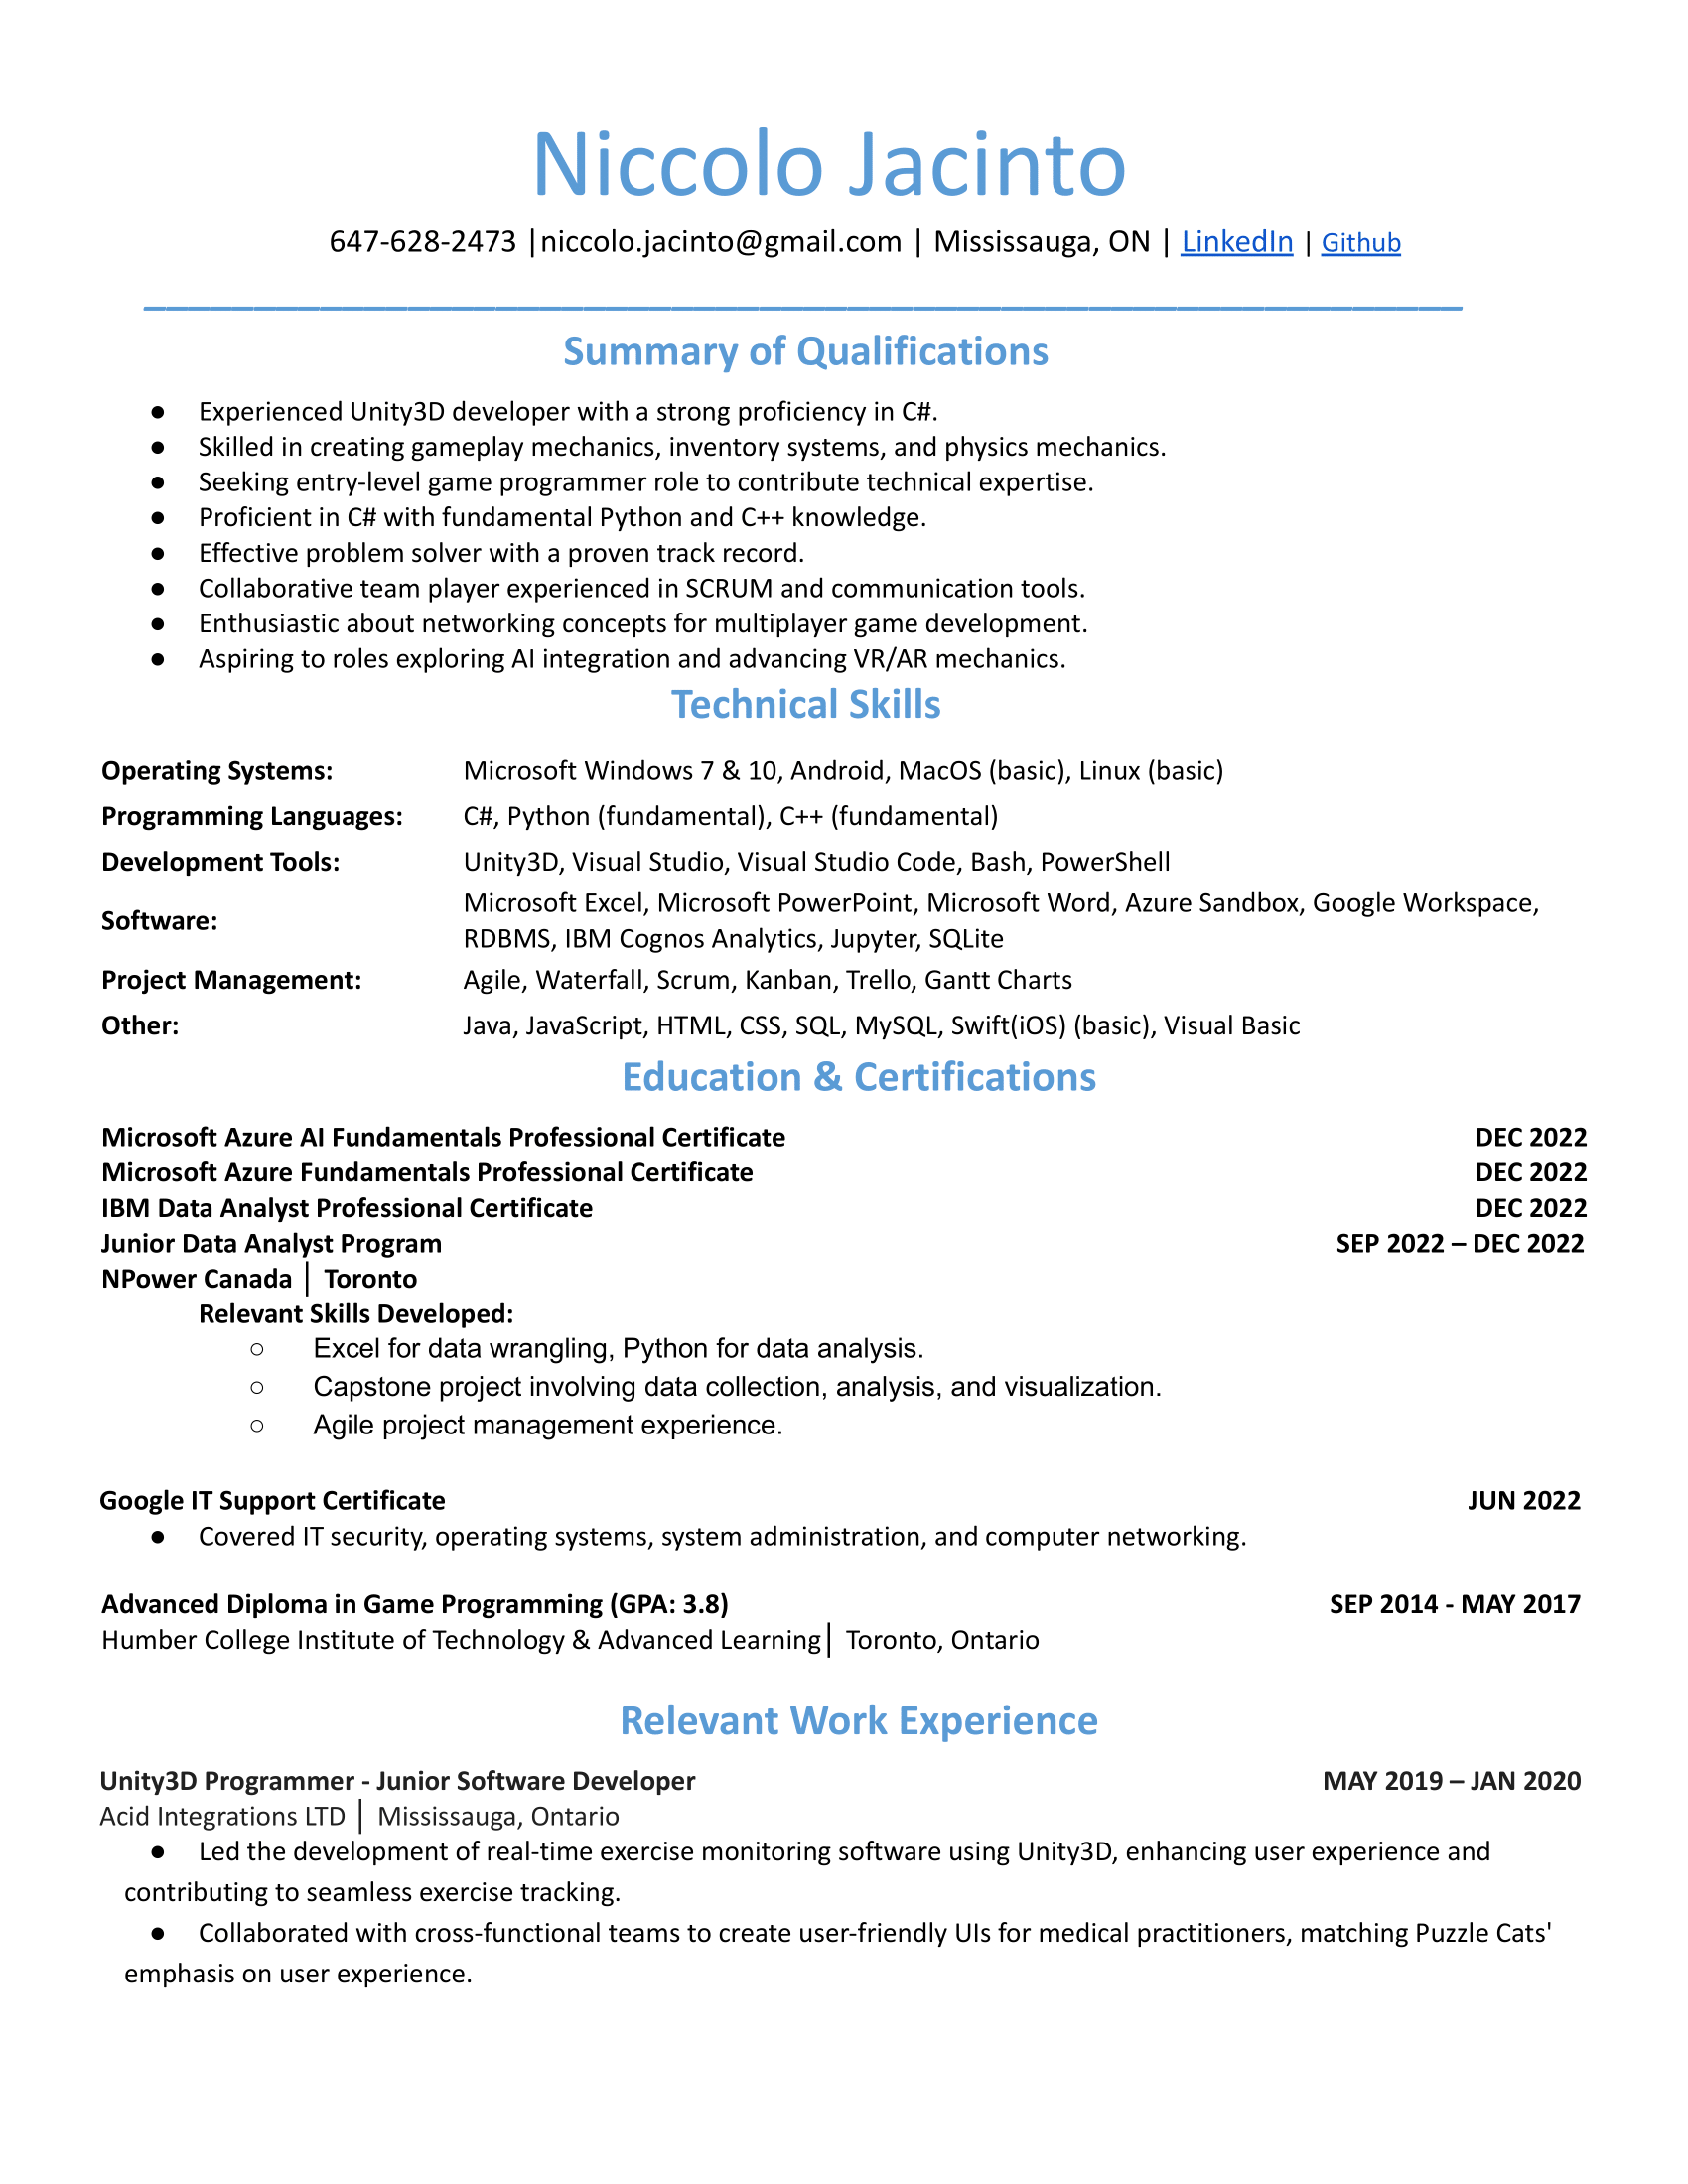 Niccolo Jacinto
647-628-2473 |niccolo.jacinto@gmail.com | Mississauga, ON | LinkedIn | Github
Summary of Qualifications
● Experienced Unity3D developer with a strong proficiency in C#.
● Skilled in creating gameplay mechanics, inventory systems, and physics mechanics.
● Seeking entry-level game programmer role to contribute technical expertise.
● Proficient in C# with fundamental Python and C++ knowledge.
● Effective problem solver with a proven track record.
● Collaborative team player experienced in SCRUM and communication tools.
● Enthusiastic about networking concepts for multiplayer game development.
● Aspiring to roles exploring AI integration and advancing VR/AR mechanics.
Technical Skills
Operating Systems: Microsoft Windows 7 & 10, Android, MacOS (basic), Linux (basic)
Programming Languages: C#, Python (fundamental), C++ (fundamental)
Development Tools: Unity3D, Visual Studio, Visual Studio Code, Bash, PowerShell
Software: Microsoft Excel, Microsoft PowerPoint, Microsoft Word, Azure Sandbox, Google Workspace,
RDBMS, IBM Cognos Analytics, Jupyter, SQLite
Project Management: Agile, Waterfall, Scrum, Kanban, Trello, Gantt Charts
Other: Java, JavaScript, HTML, CSS, SQL, MySQL, Swift(iOS) (basic), Visual Basic
Education & Certifications
Microsoft Azure AI Fundamentals Professional Certificate DEC 2022
Microsoft Azure Fundamentals Professional Certificate DEC 2022
IBM Data Analyst Professional Certificate DEC 2022
Junior Data Analyst Program SEP 2022 – DEC 2022
NPower Canada | Toronto
Relevant Skills Developed:
○ Excel for data wrangling, Python for data analysis.
○ Capstone project involving data collection, analysis, and visualization.
○ Agile project management experience.
Google IT Support Certificate JUN 2022
● Covered IT security, operating systems, system administration, and computer networking.
Advanced Diploma in Game Programming (GPA: 3.8) SEP 2014 - MAY 2017
Humber College Institute of Technology & Advanced Learning| Toronto, Ontario
Relevant Work Experience
Unity3D Programmer - Junior Software Developer MAY 2019 – JAN 2020
Acid Integrations LTD | Mississauga, Ontario
● Led the development of real-time exercise monitoring software using Unity3D, enhancing user experience and
contributing to seamless exercise tracking.
● Collaborated with cross-functional teams to create user-friendly UIs for medical practitioners, matching Puzzle Cats'
emphasis on user experience.